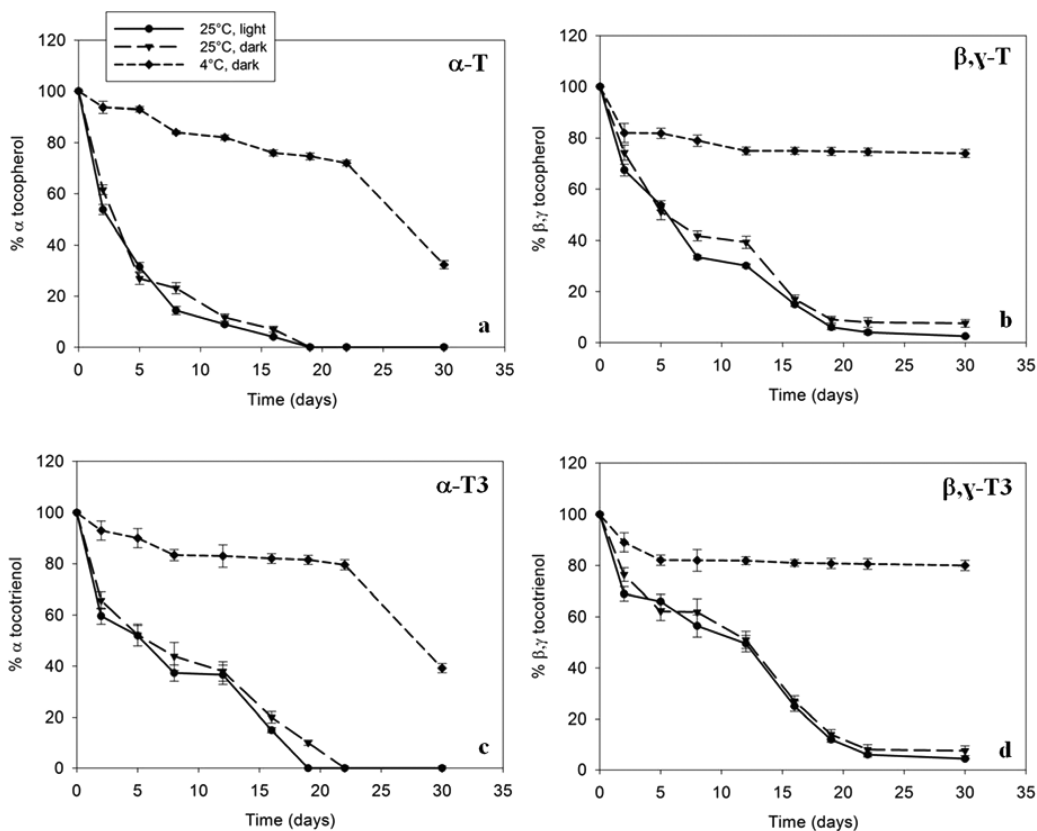 25°C, light
25°C, dark
4°C, dark
α-T
% α tocopherol
120
100
80
60
40
20
0
a
0 5 10 15 20 25 30 35
Time (days)
β,ɣ-T
% β,γ tocopherol
120
100
80
60
40
20
0
b
0 5 10 15 20 25 30 35
Time (days)
α-T3
% α tocotrienol
120
100
80
60
40
20
0
c
0 5 10 15 20 25 30 35
Time (days)
β,ɣ-T3
% β,γ tocotrienol
120
100
80
60
40
20
0
d
0 5 10 15 20 25 30 35
Time (days)